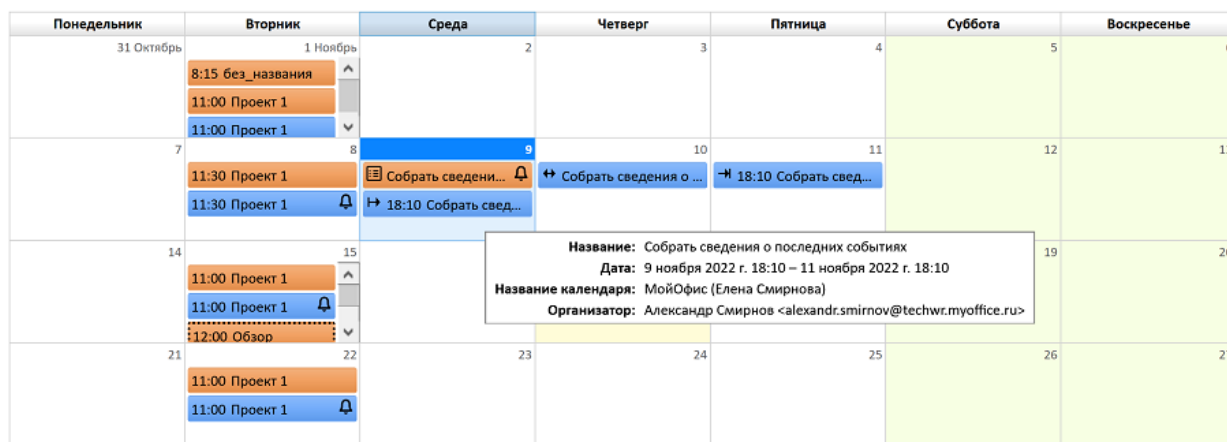 Понедельник Вторник Среда Четверг Пятница Суббота Воскресенье
31 Октябрь 1 Ноябрь 2 3 4 5
8:15 без_названия
11:00 Проект 1
11:00 Проект 1
7 8 9 10 11 12
11:30 Проект 1 Собрать сведени... Собрать сведения о ... 18:10 Собрать свед...
11:30 Проект 1 18:10 Собрать свед...
14 15 19
Название: Собрать сведения о последних событиях
Дата: 9 ноября 2022 г. 18:10 – 11 ноября 2022 г. 18:10
Название календаря: МойОфис (Елена Смирнова)
Организатор: Александр Смирнов <alexandr.smirnov@techwr.myoffice.ru>
11:00 Проект 1
11:00 Проект 1
12:00 Обзор
21 22 23 24 25 26
11:00 Проект 1
11:00 Проект 1